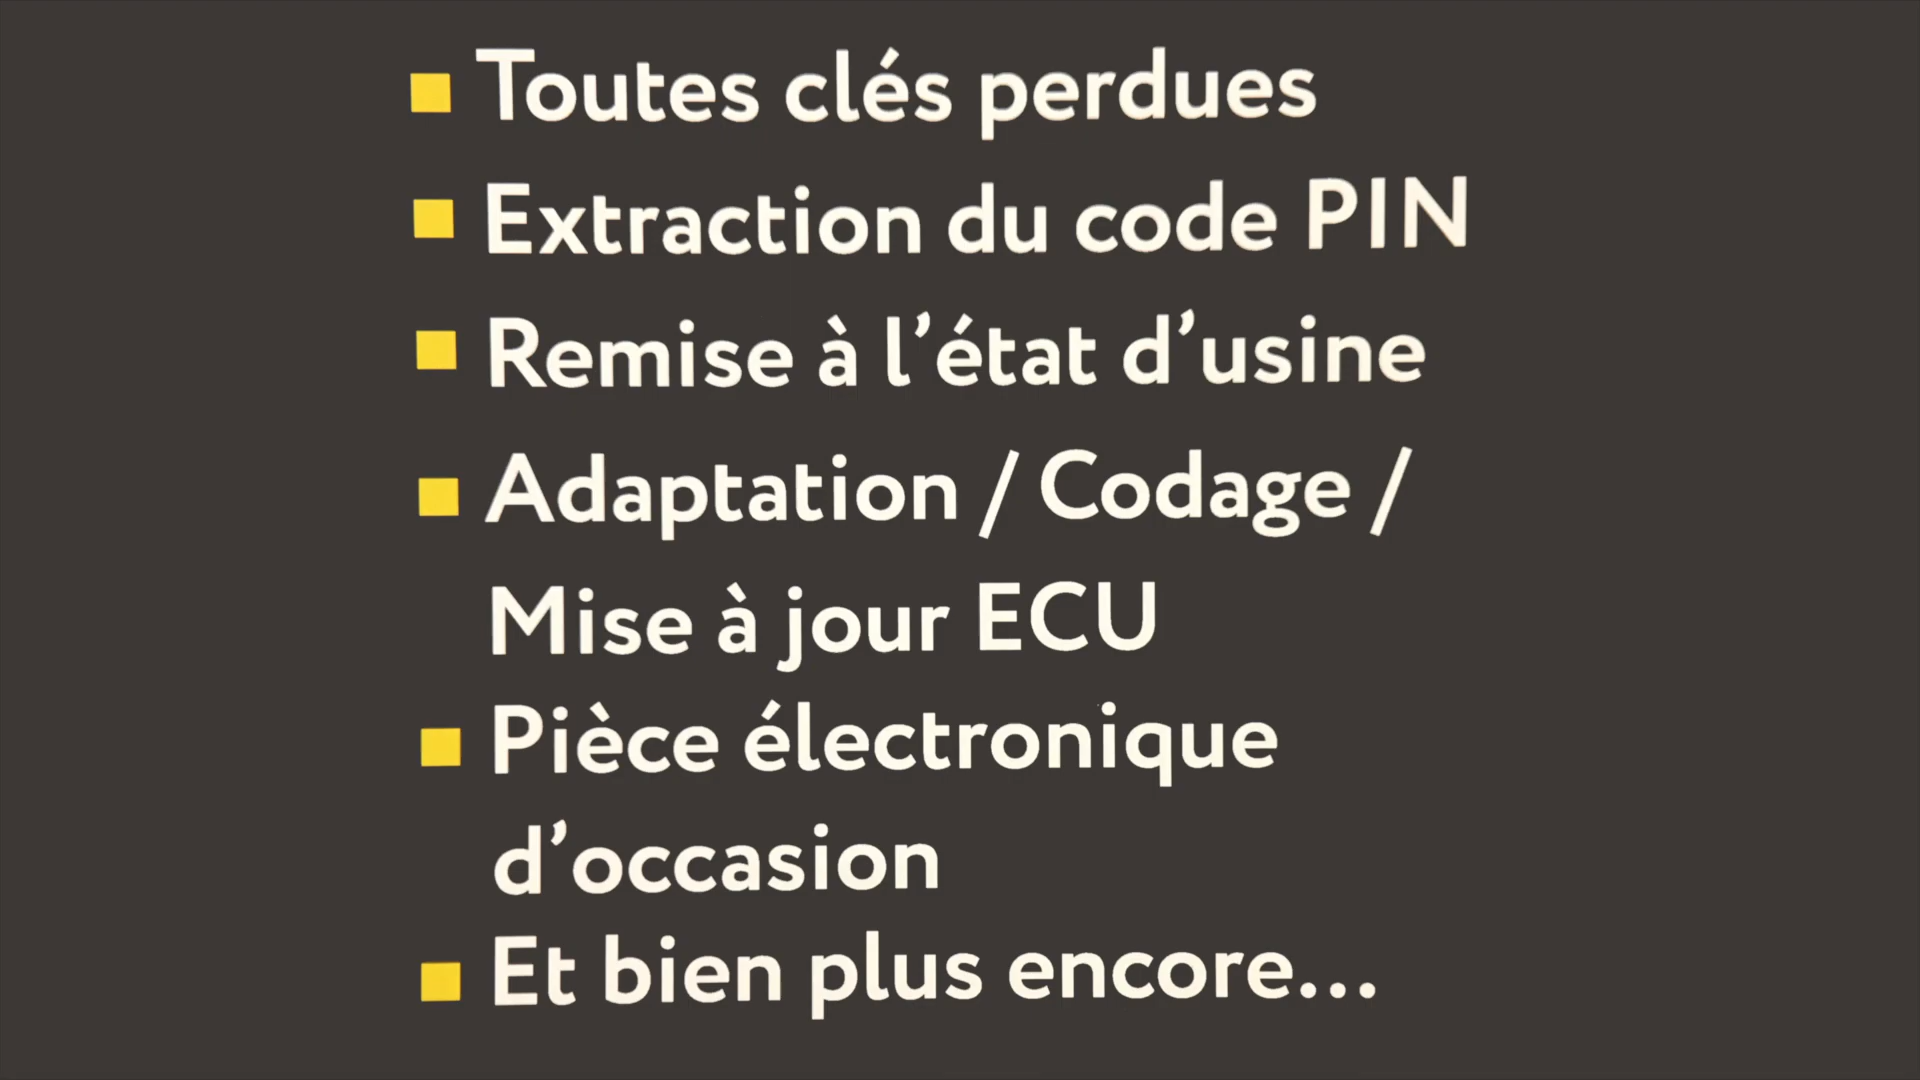 Toutes clés perdues
Extraction du code PIN
Remise à l’état d’usine
Adaptation / Codage /
Mise à jour ECU
Pièce électronique
d’occasion
Et bien plus encore...